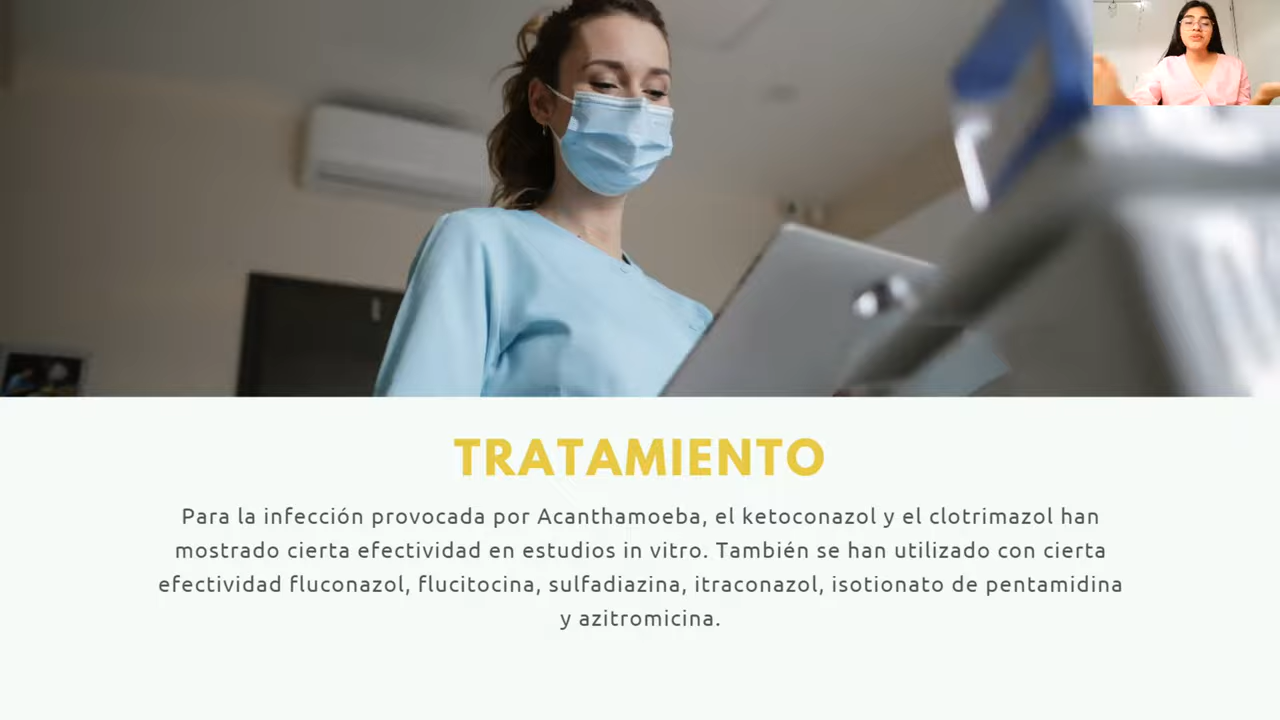 TRATAMIENTO
Para la infección provocada por Acanthamoeba, el ketoconazol y el clotrimazol han
mostrado cierta efectividad en estudios in vitro. También se han utilizado con cierta
efectividad fluconazol, flucitocina, sulfadiazina, itraconazol, isotionato de pentamidina
y azitromicina.